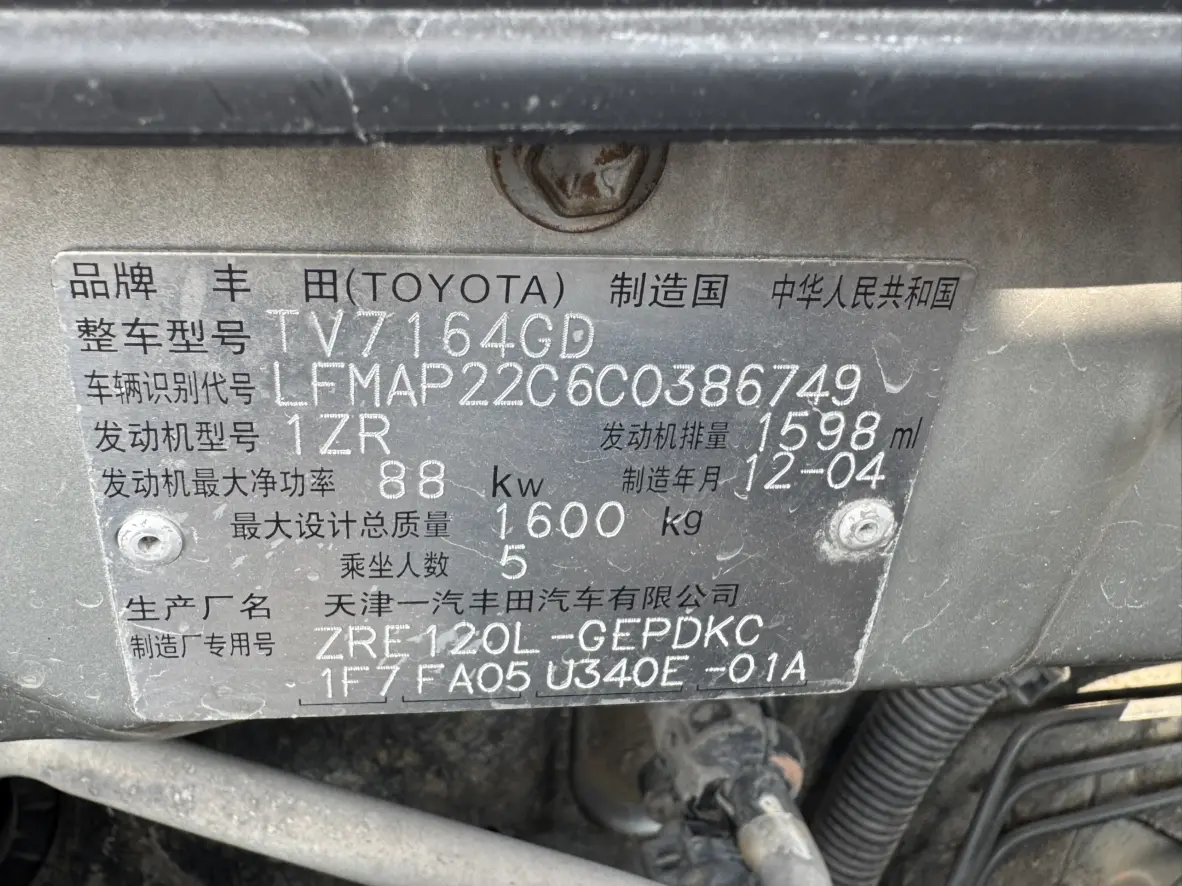 品牌 丰 田(TOYOTA) 制造国 中华人民共和国
整车型号 TV7164GD
车辆识别代号 LFMAP22C6C0386749
发动机型号 1ZR 发动机排量 1598 ml
发动机最大净功率 88 kw 制造年月 12-04
最大设计总质量 1600 kg
乘坐人数 5
生产厂名 天津一汽丰田汽车有限公司
制造厂专用号 ZRE120L-GEPDKC
1F7 FA05 U340E -01A